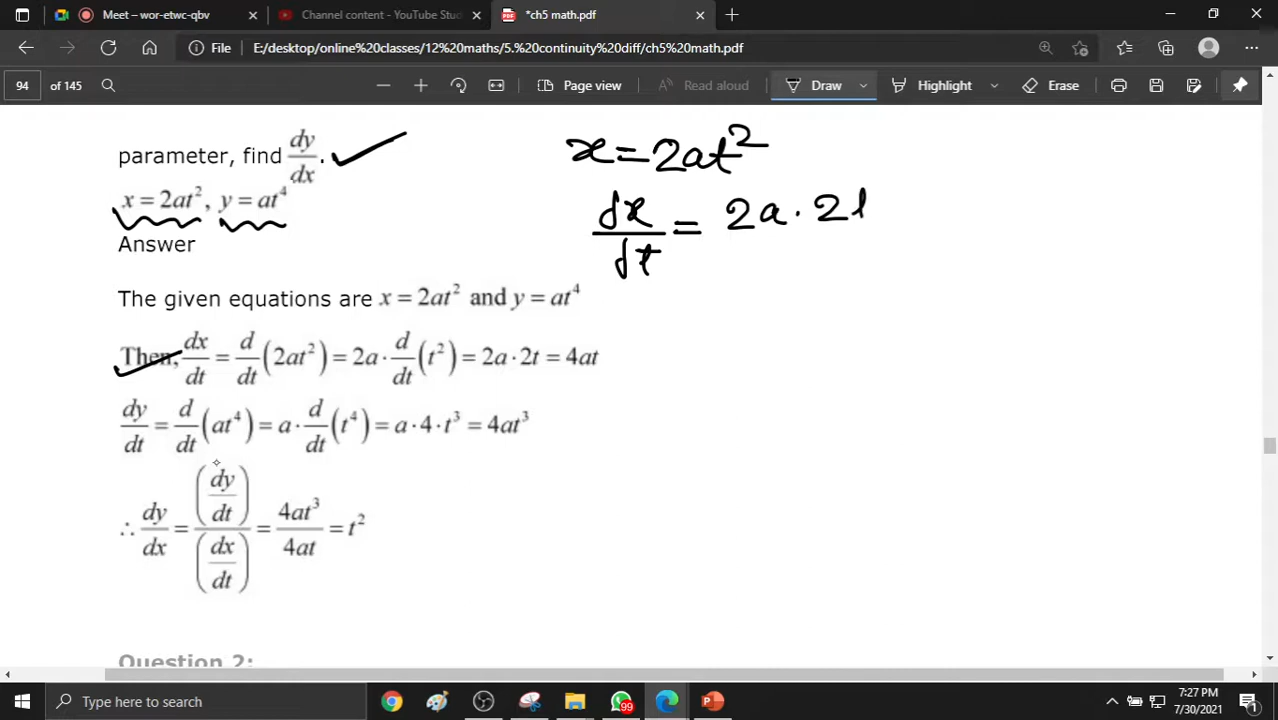 Meet – wor-etwc-qbv
Channel content - YouTube Stud
*ch5 math.pdf
File E:/desktop/online%20classes/12%20maths/5.%20continuity%20diff/ch5%20math.pdf
94 of 145 Page view Read aloud Draw Highlight Erase
parameter, find dy/dx.
x = 2at², y = at⁴
Answer
x = 2at²
dx/dt = 2a · 2t
The given equations are x = 2at² and y = at⁴
Then, dx/dt = d/dt (2at²) = 2a · d/dt (t²) = 2a · 2t = 4at
dy/dt = d/dt (at⁴) = a · d/dt (t⁴) = a · 4 · t³ = 4at³
∴ dy/dx = (dy/dt)/(dx/dt) = 4at³/4at = t²
Question 2:
Type here to search
99
7:27 PM
7/30/2021
1